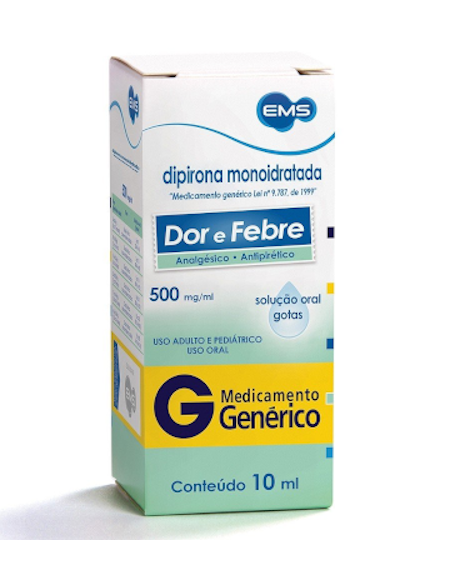 EMS
dipirona monoidratada
"Medicamento genérico Lei nº 9.787, de 1999"
Dor e Febre
Analgésico • Antipirético
500 mg/ml
solução oral
gotas
USO ADULTO E PEDIÁTRICO
USO ORAL
G Medicamento
Genérico
Conteúdo 10 ml
EMS